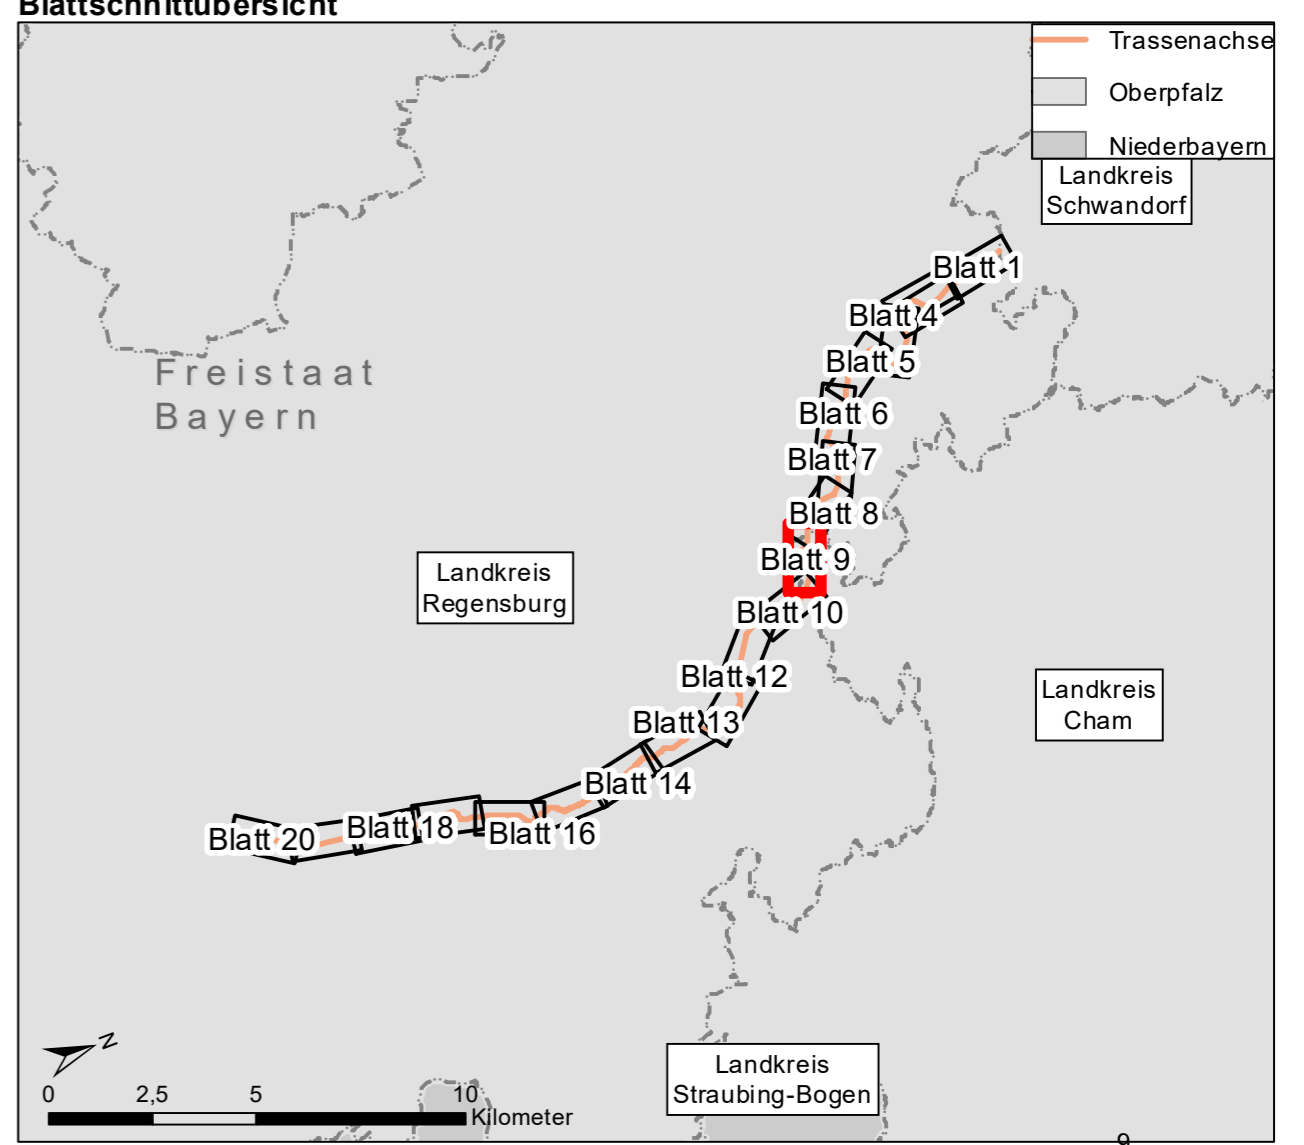 Blattschnittübersicht
Trassenachse
Oberpfalz
Niederbayern
Landkreis
Schwandorf
Blatt 1
Blatt 4
Blatt 5
Freistaat
Bayern
Blatt 6
Blatt 7
Blatt 8
Blatt 9
Landkreis
Regensburg
Blatt 10
Blatt 12
Landkreis
Cham
Blatt 13
Blatt 14
Blatt 16
Blatt 18
Blatt 20
N
Landkreis
Straubing-Bogen
0 2,5 5 10
Kilometer